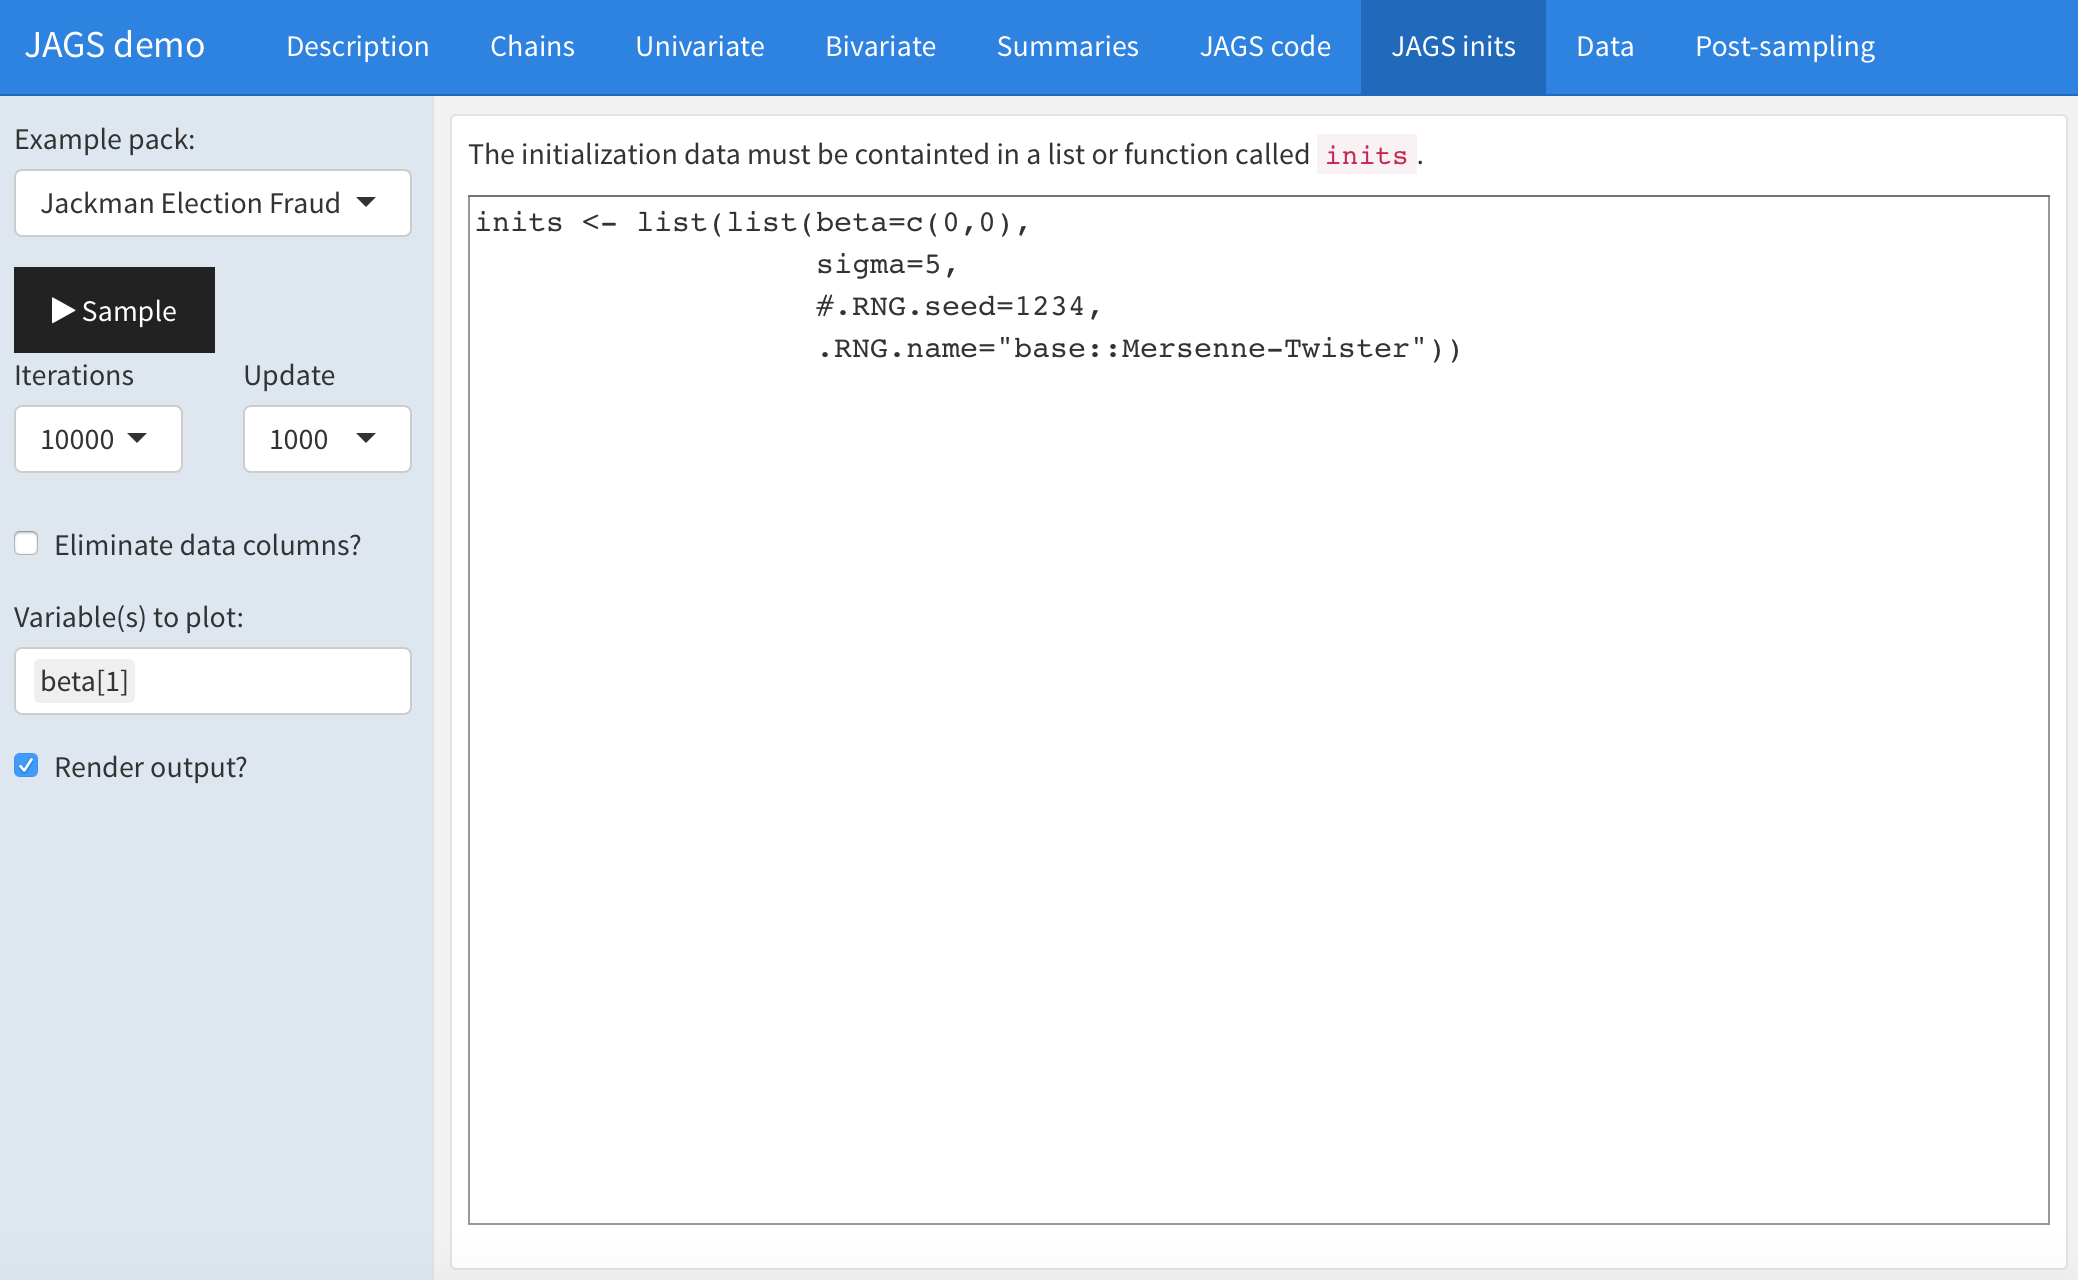 JAGS demo Description Chains Univariate Bivariate Summaries JAGS code JAGS inits Data Post-sampling
Example pack:
Jackman Election Fraud
Sample
Iterations Update
10000 1000
Eliminate data columns?
Variable(s) to plot:
beta[1]
Render output?
The initialization data must be containted in a list or function called inits.
inits <- list(list(beta=c(0,0),
sigma=5,
#.RNG.seed=1234,
.RNG.name="base::Mersenne-Twister"))